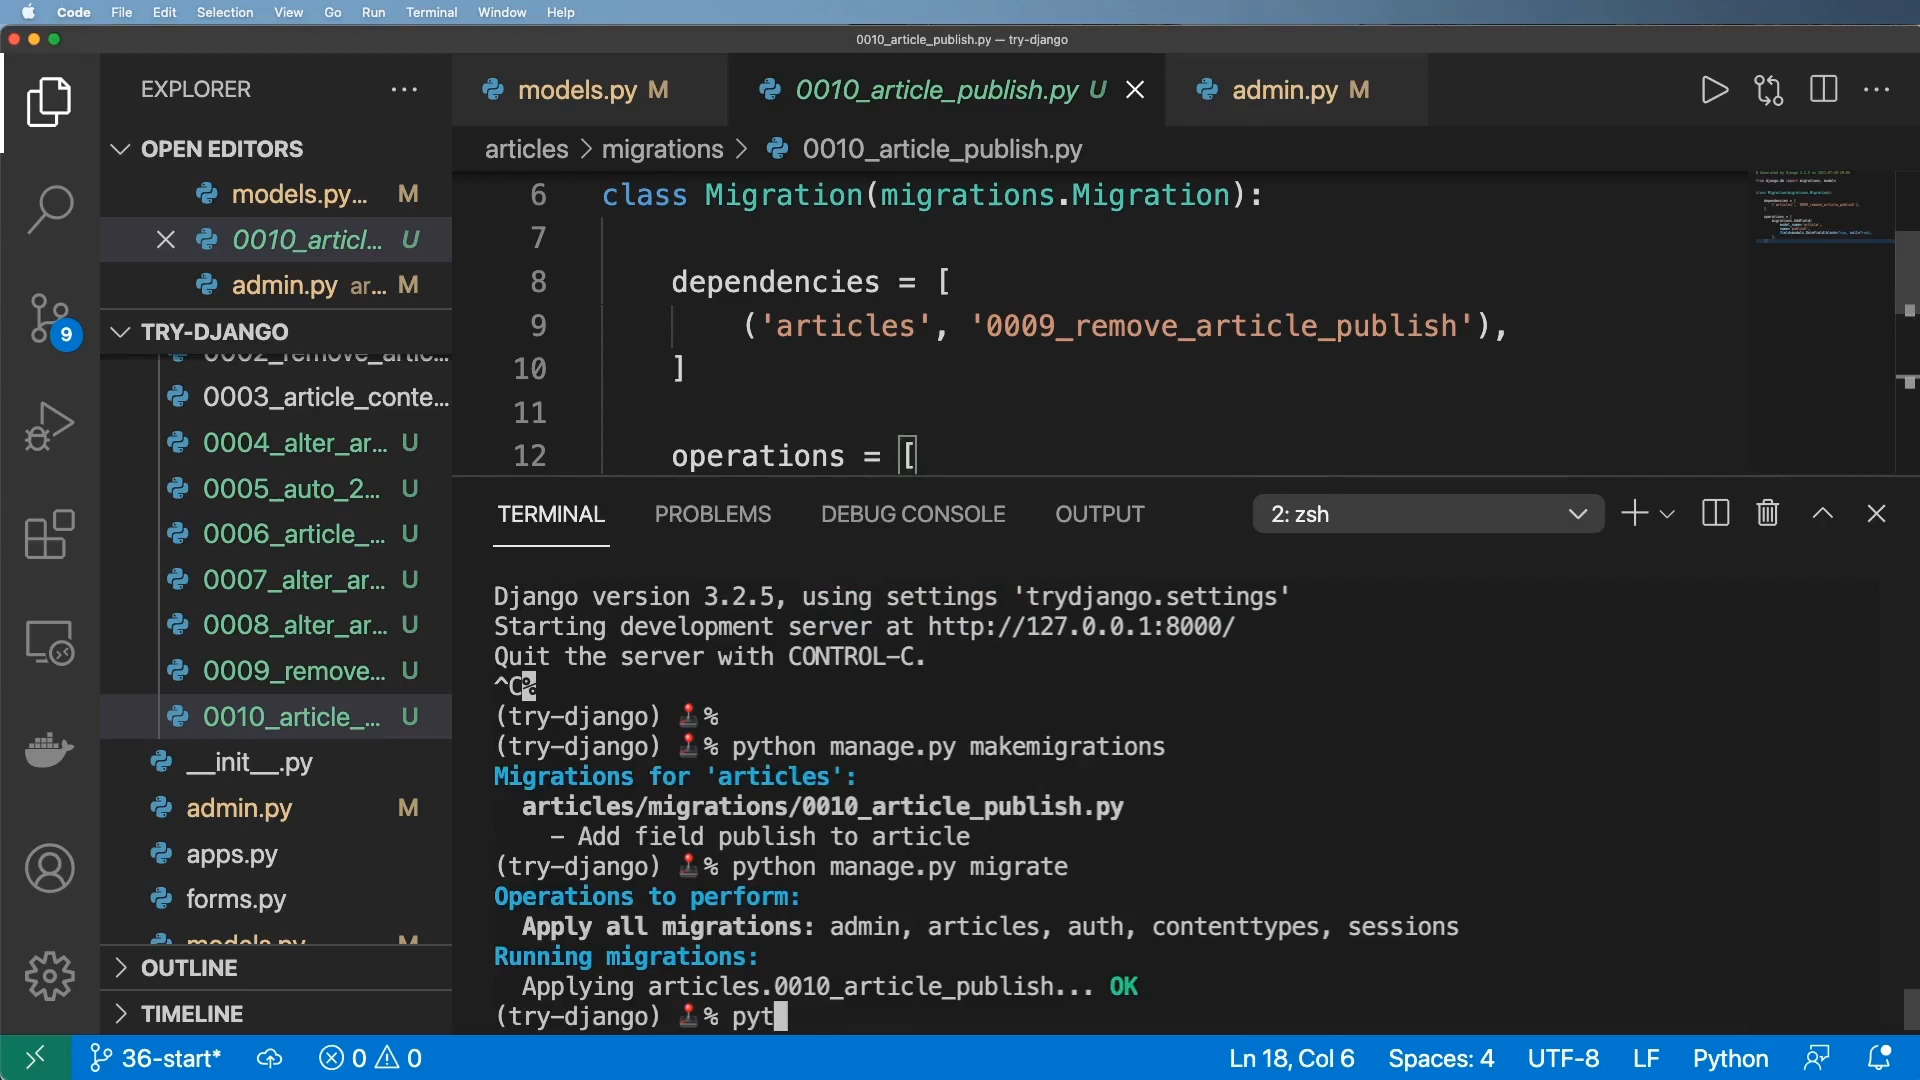 Code File Edit Selection View Go Run Terminal Window Help
0010_article_publish.py — try-django
EXPLORER
OPEN EDITORS
models.py... M
0010_articl... U
admin.py ar... M
TRY-DJANGO
0002_remove_artic...
0003_article_conte...
0004_alter_ar... U
0005_auto_2... U
0006_article_... U
0007_alter_ar... U
0008_alter_ar... U
0009_remove... U
0010_article_... U
__init__.py
admin.py M
apps.py
forms.py
models.py M
OUTLINE
TIMELINE
9
models.py M
0010_article_publish.py U
admin.py M
articles > migrations > 0010_article_publish.py
6 class Migration(migrations.Migration):
7
8 dependencies = [
9 ('articles', '0009_remove_article_publish'),
10 ]
11
12 operations = [
TERMINAL PROBLEMS DEBUG CONSOLE OUTPUT 2: zsh
Django version 3.2.5, using settings 'trydjango.settings'
Starting development server at http://127.0.0.1:8000/
Quit the server with CONTROL-C.
^C%
(try-django) 🕹% 
(try-django) 🕹% python manage.py makemigrations
Migrations for 'articles':
articles/migrations/0010_article_publish.py
- Add field publish to article
(try-django) 🕹% python manage.py migrate
Operations to perform:
Apply all migrations: admin, articles, auth, contenttypes, sessions
Running migrations:
Applying articles.0010_article_publish... OK
(try-django) 🕹% pyt
36-start* 0 0 Ln 18, Col 6 Spaces: 4 UTF-8 LF Python